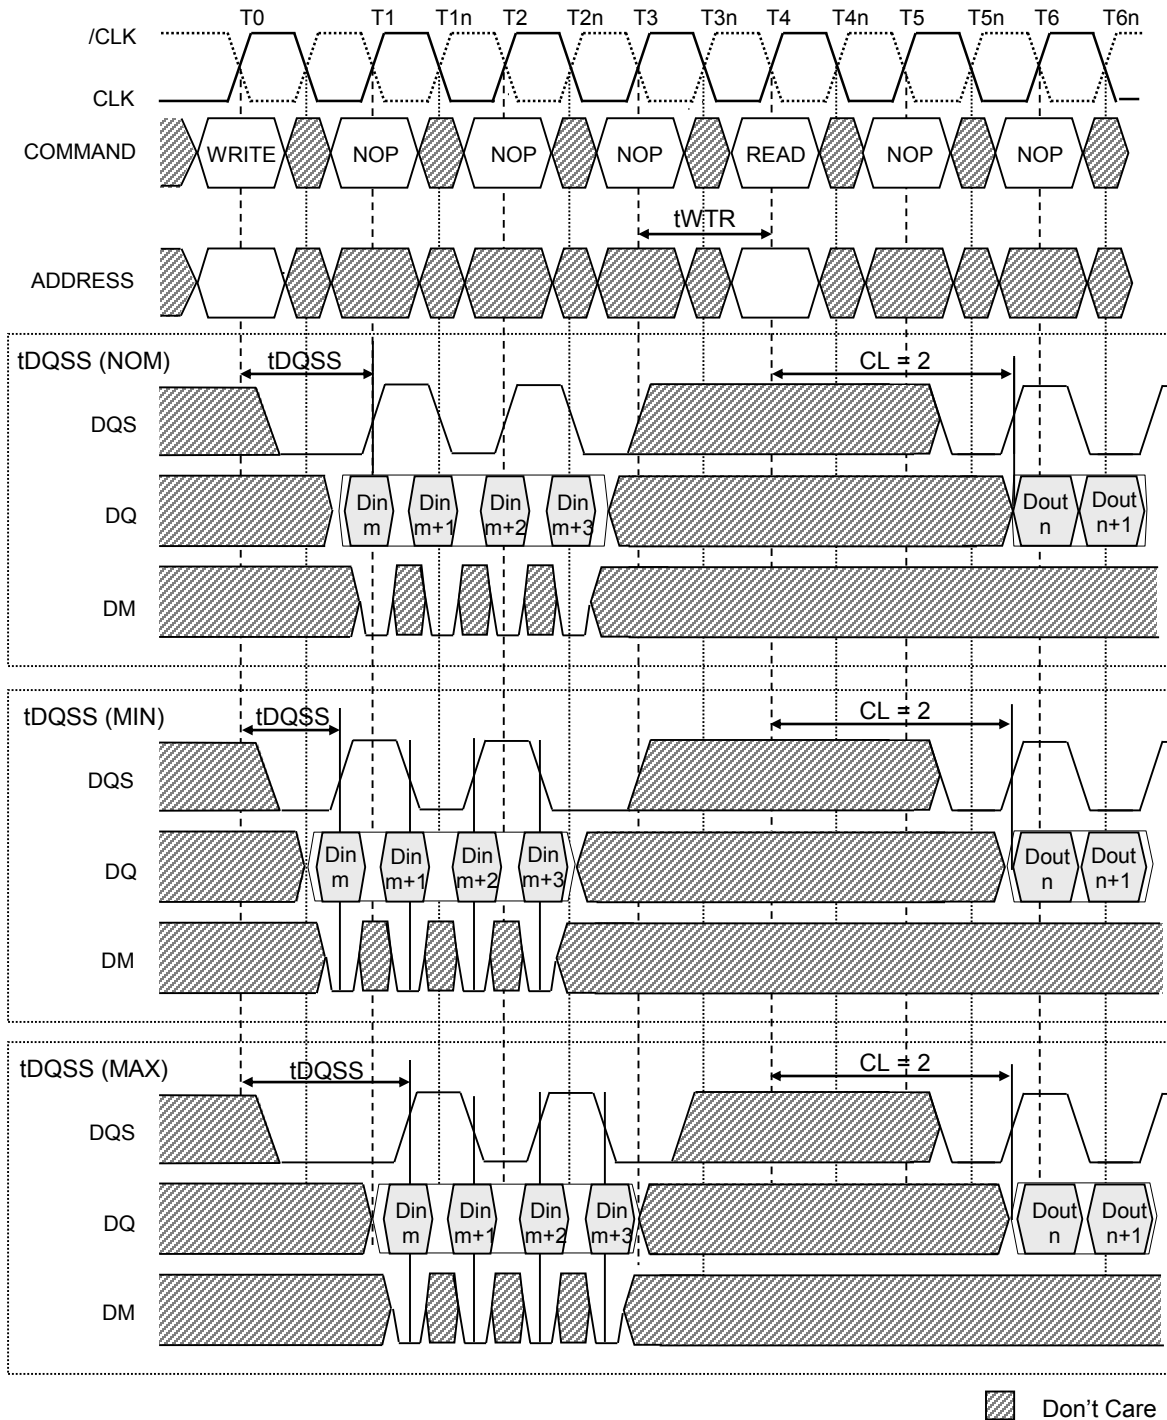 T0 T1 T1n T2 T2n T3 T3n T4 T4n T5 T5n T6 T6n
/CLK
CLK
COMMAND WRITE NOP NOP NOP READ NOP NOP
tWTR
ADDRESS
tDQSS (NOM) tDQSS CL = 2
DQS
DQ Din m Din m+1 Din m+2 Din m+3 Dout n Dout n+1
DM
tDQSS (MIN) tDQSS CL = 2
DQS
DQ Din m Din m+1 Din m+2 Din m+3 Dout n Dout n+1
DM
tDQSS (MAX) tDQSS CL = 2
DQS
DQ Din m Din m+1 Din m+2 Din m+3 Dout n Dout n+1
DM
Don't Care